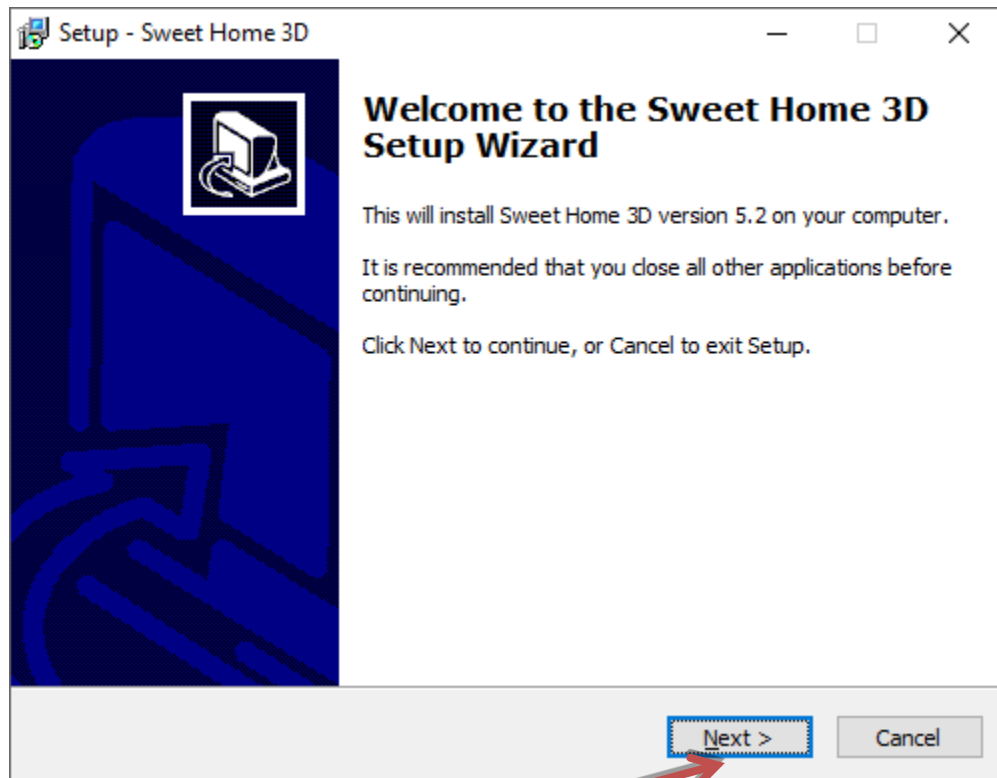 Setup - Sweet Home 3D
Welcome to the Sweet Home 3D
Setup Wizard
This will install Sweet Home 3D version 5.2 on your computer.
It is recommended that you close all other applications before
continuing.
Click Next to continue, or Cancel to exit Setup.
Next >
Cancel